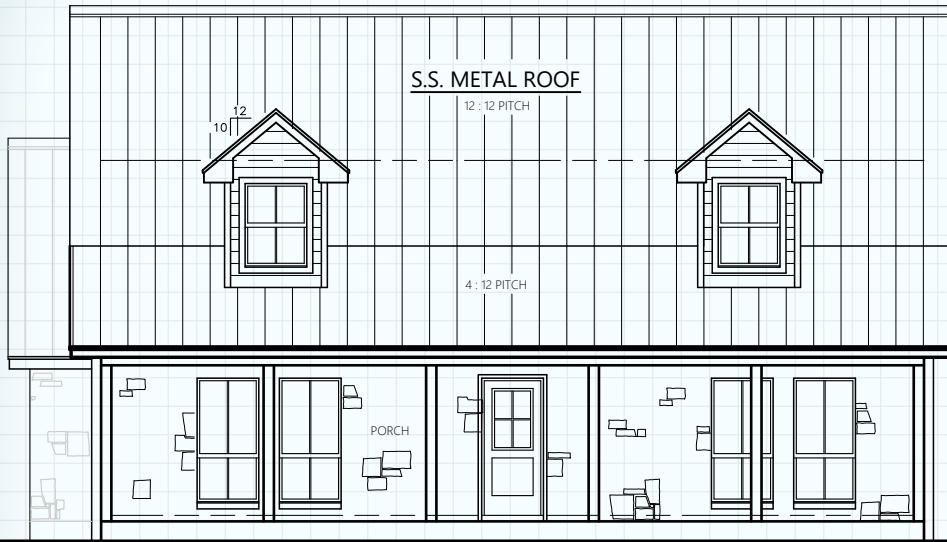 S.S. METAL ROOF
12 : 12 PITCH
12
10
4 : 12 PITCH
PORCH